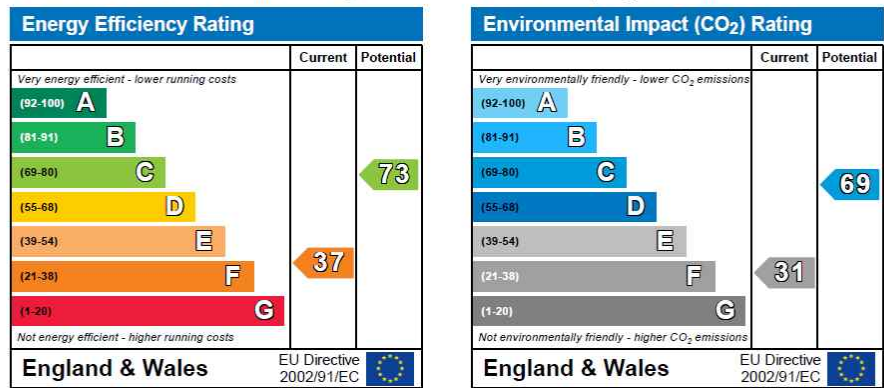 Energy Efficiency Rating
Current Potential
Very energy efficient - lower running costs
(92-100) A
(81-91) B
(69-80) C
73
(55-68) D
(39-54) E
37
(21-38) F
(1-20) G
Not energy efficient - higher running costs
England & Wales
EU Directive
2002/91/EC
Environmental Impact (CO2) Rating
Current Potential
Very environmentally friendly - lower CO2 emissions
(92-100) A
(81-91) B
(69-80) C
69
(55-68) D
(39-54) E
(21-38) F
31
(1-20) G
Not environmentally friendly - higher CO2 emissions
England & Wales
EU Directive
2002/91/EC